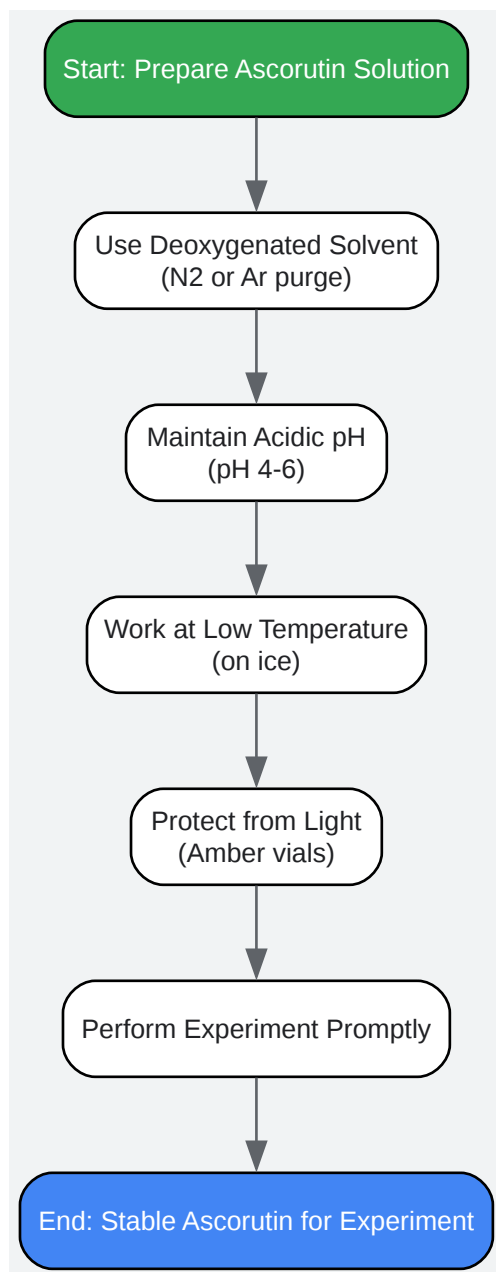 Start: Prepare Ascorutin Solution
Use Deoxygenated Solvent
(N2 or Ar purge)
Maintain Acidic pH
(pH 4-6)
Work at Low Temperature
(on ice)
Protect from Light
(Amber vials)
Perform Experiment Promptly
End: Stable Ascorutin for Experiment